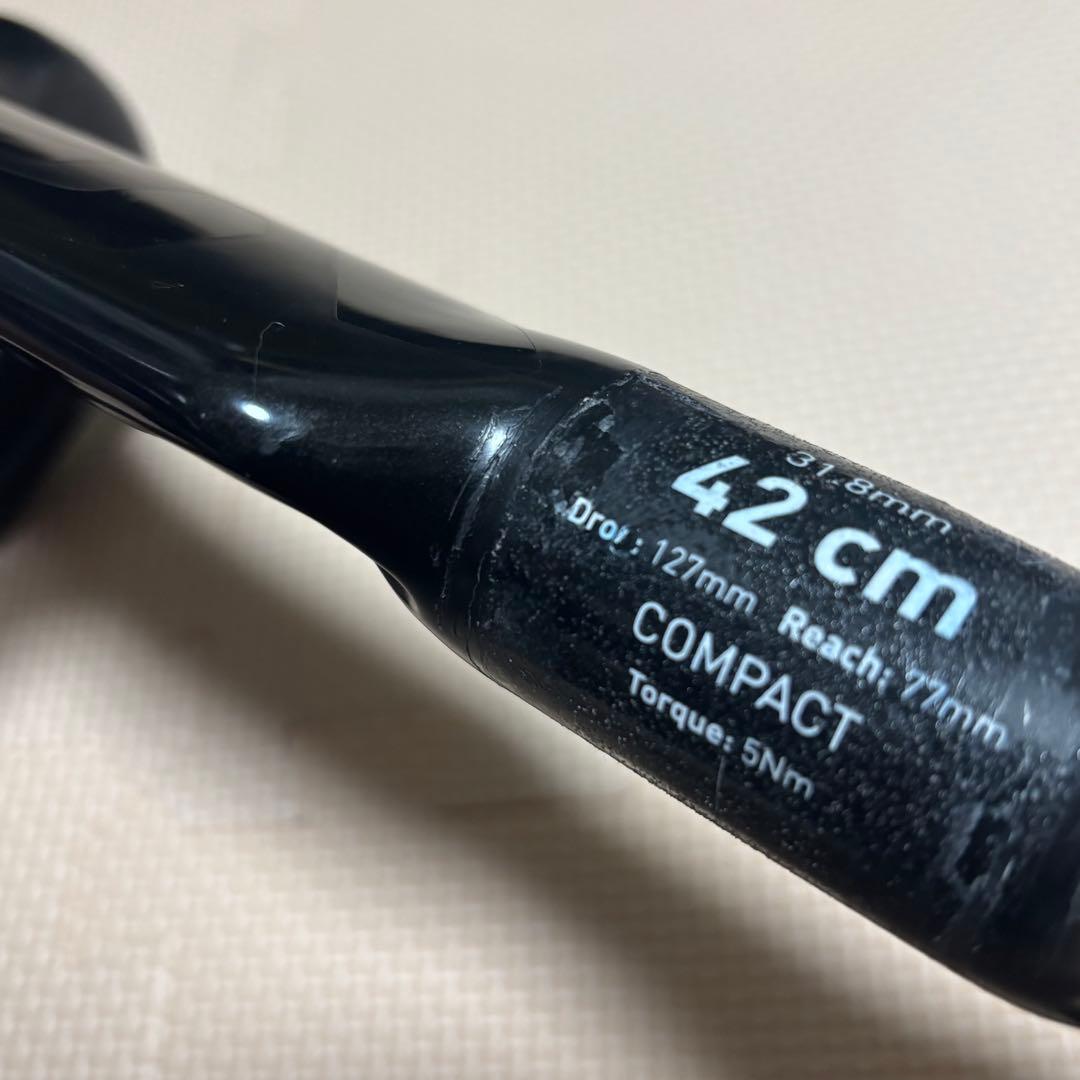 31.8mm
42 cm
Drop: 127mm Reach: 77mm
COMPACT
Torque: 5Nm